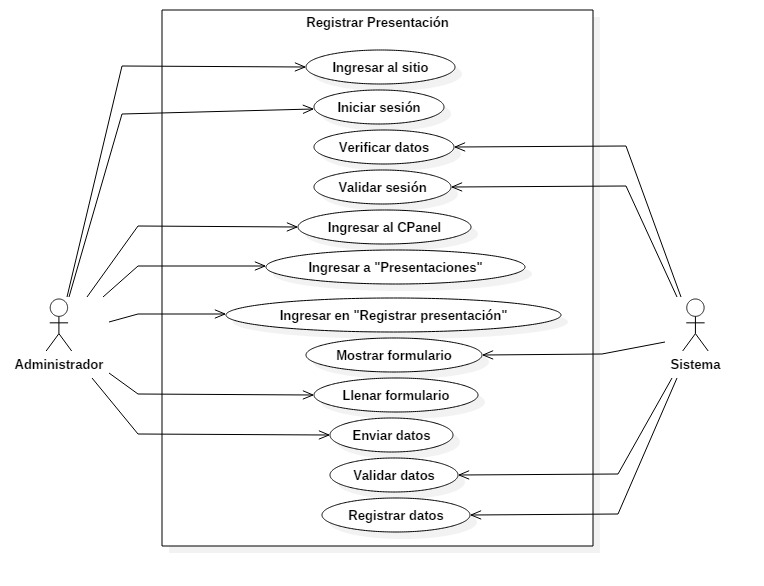 Registrar Presentación
Ingresar al sitio
Iniciar sesión
Verificar datos
Validar sesión
Ingresar al CPanel
Ingresar a "Presentaciones"
Ingresar en "Registrar presentación"
Mostrar formulario
Administrador
Sistema
Llenar formulario
Enviar datos
Validar datos
Registrar datos